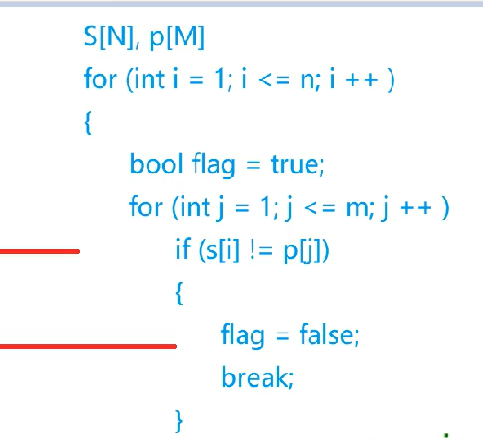 S[N], p[M]
for (int i = 1; i <= n; i ++ )
{
bool flag = true;
for (int j = 1; j <= m; j ++ )
if (s[i] != p[j])
{
flag = false;
break;
}